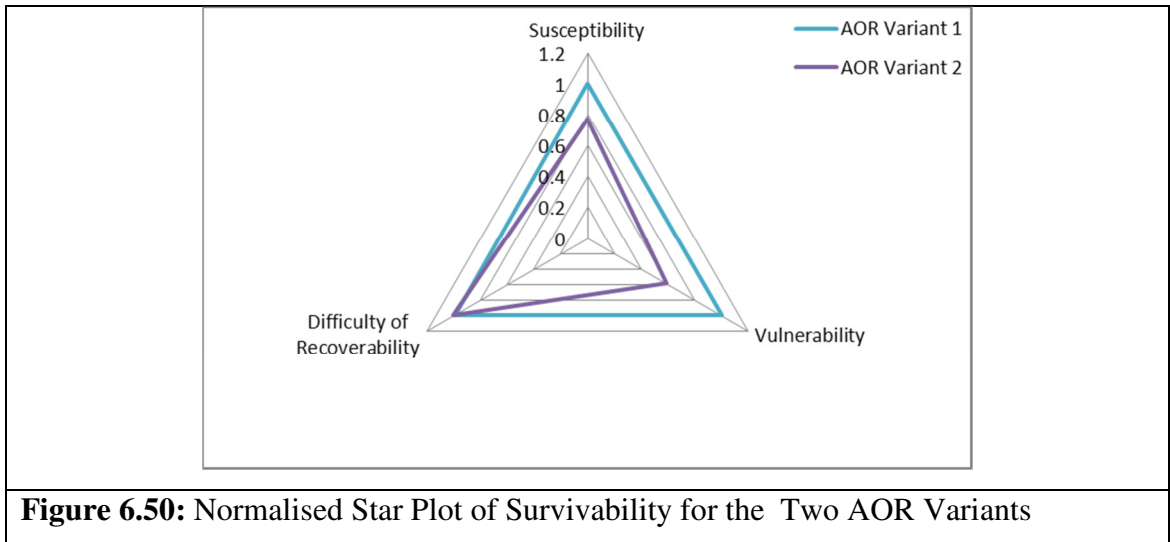 Susceptibility
AOR Variant 1
AOR Variant 2
1.2
1
0.8
0.6
0.4
0.2
0
Difficulty of
Recoverability
Vulnerability
Figure 6.50: Normalised Star Plot of Survivability for the Two AOR Variants